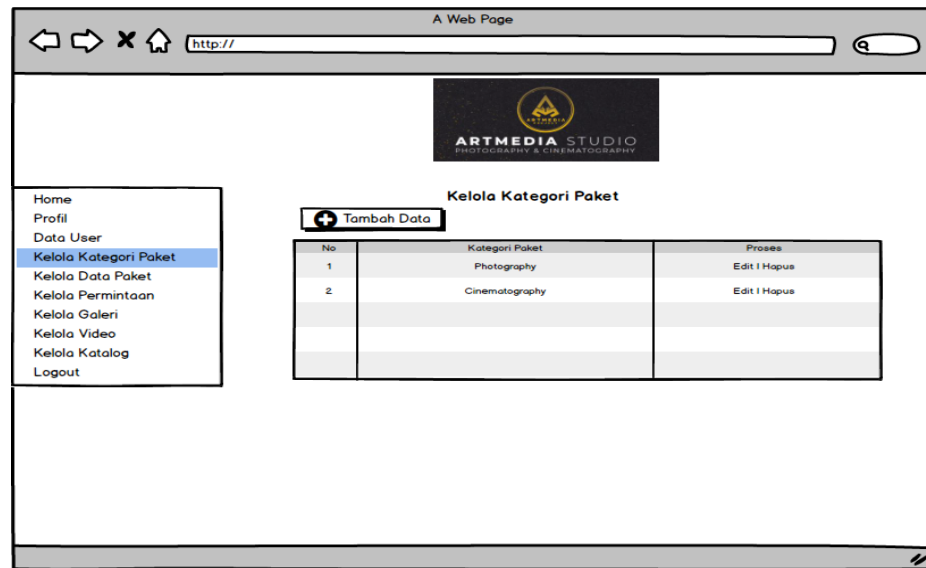 A Web Page
http://
ARTMEDIA
ARTMEDIA STUDIO
PHOTOGRAPHY & CINEMATOGRAPHY
Home
Profil
Data User
Kelola Kategori Paket
Kelola Data Paket
Kelola Permintaan
Kelola Galeri
Kelola Video
Kelola Katalog
Logout
Kelola Kategori Paket
Tambah Data
No Kategori Paket Proses
1 Photography Edit | Hapus
2 Cinematography Edit | Hapus